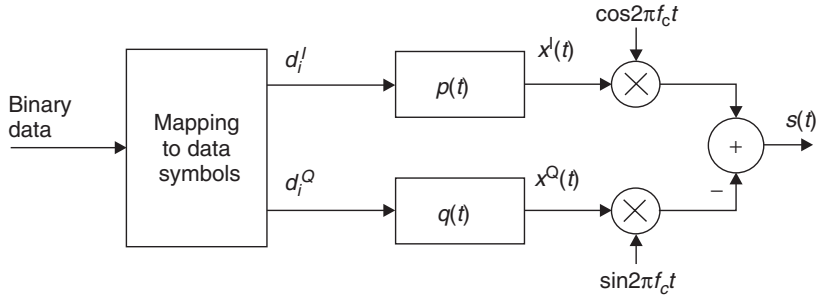 cos2πf_ct
d_i^I
x^I(t)
p(t)
Binary
data
Mapping
to data
symbols
+
s(t)
–
d_i^Q
x^Q(t)
q(t)
sin2πf_ct